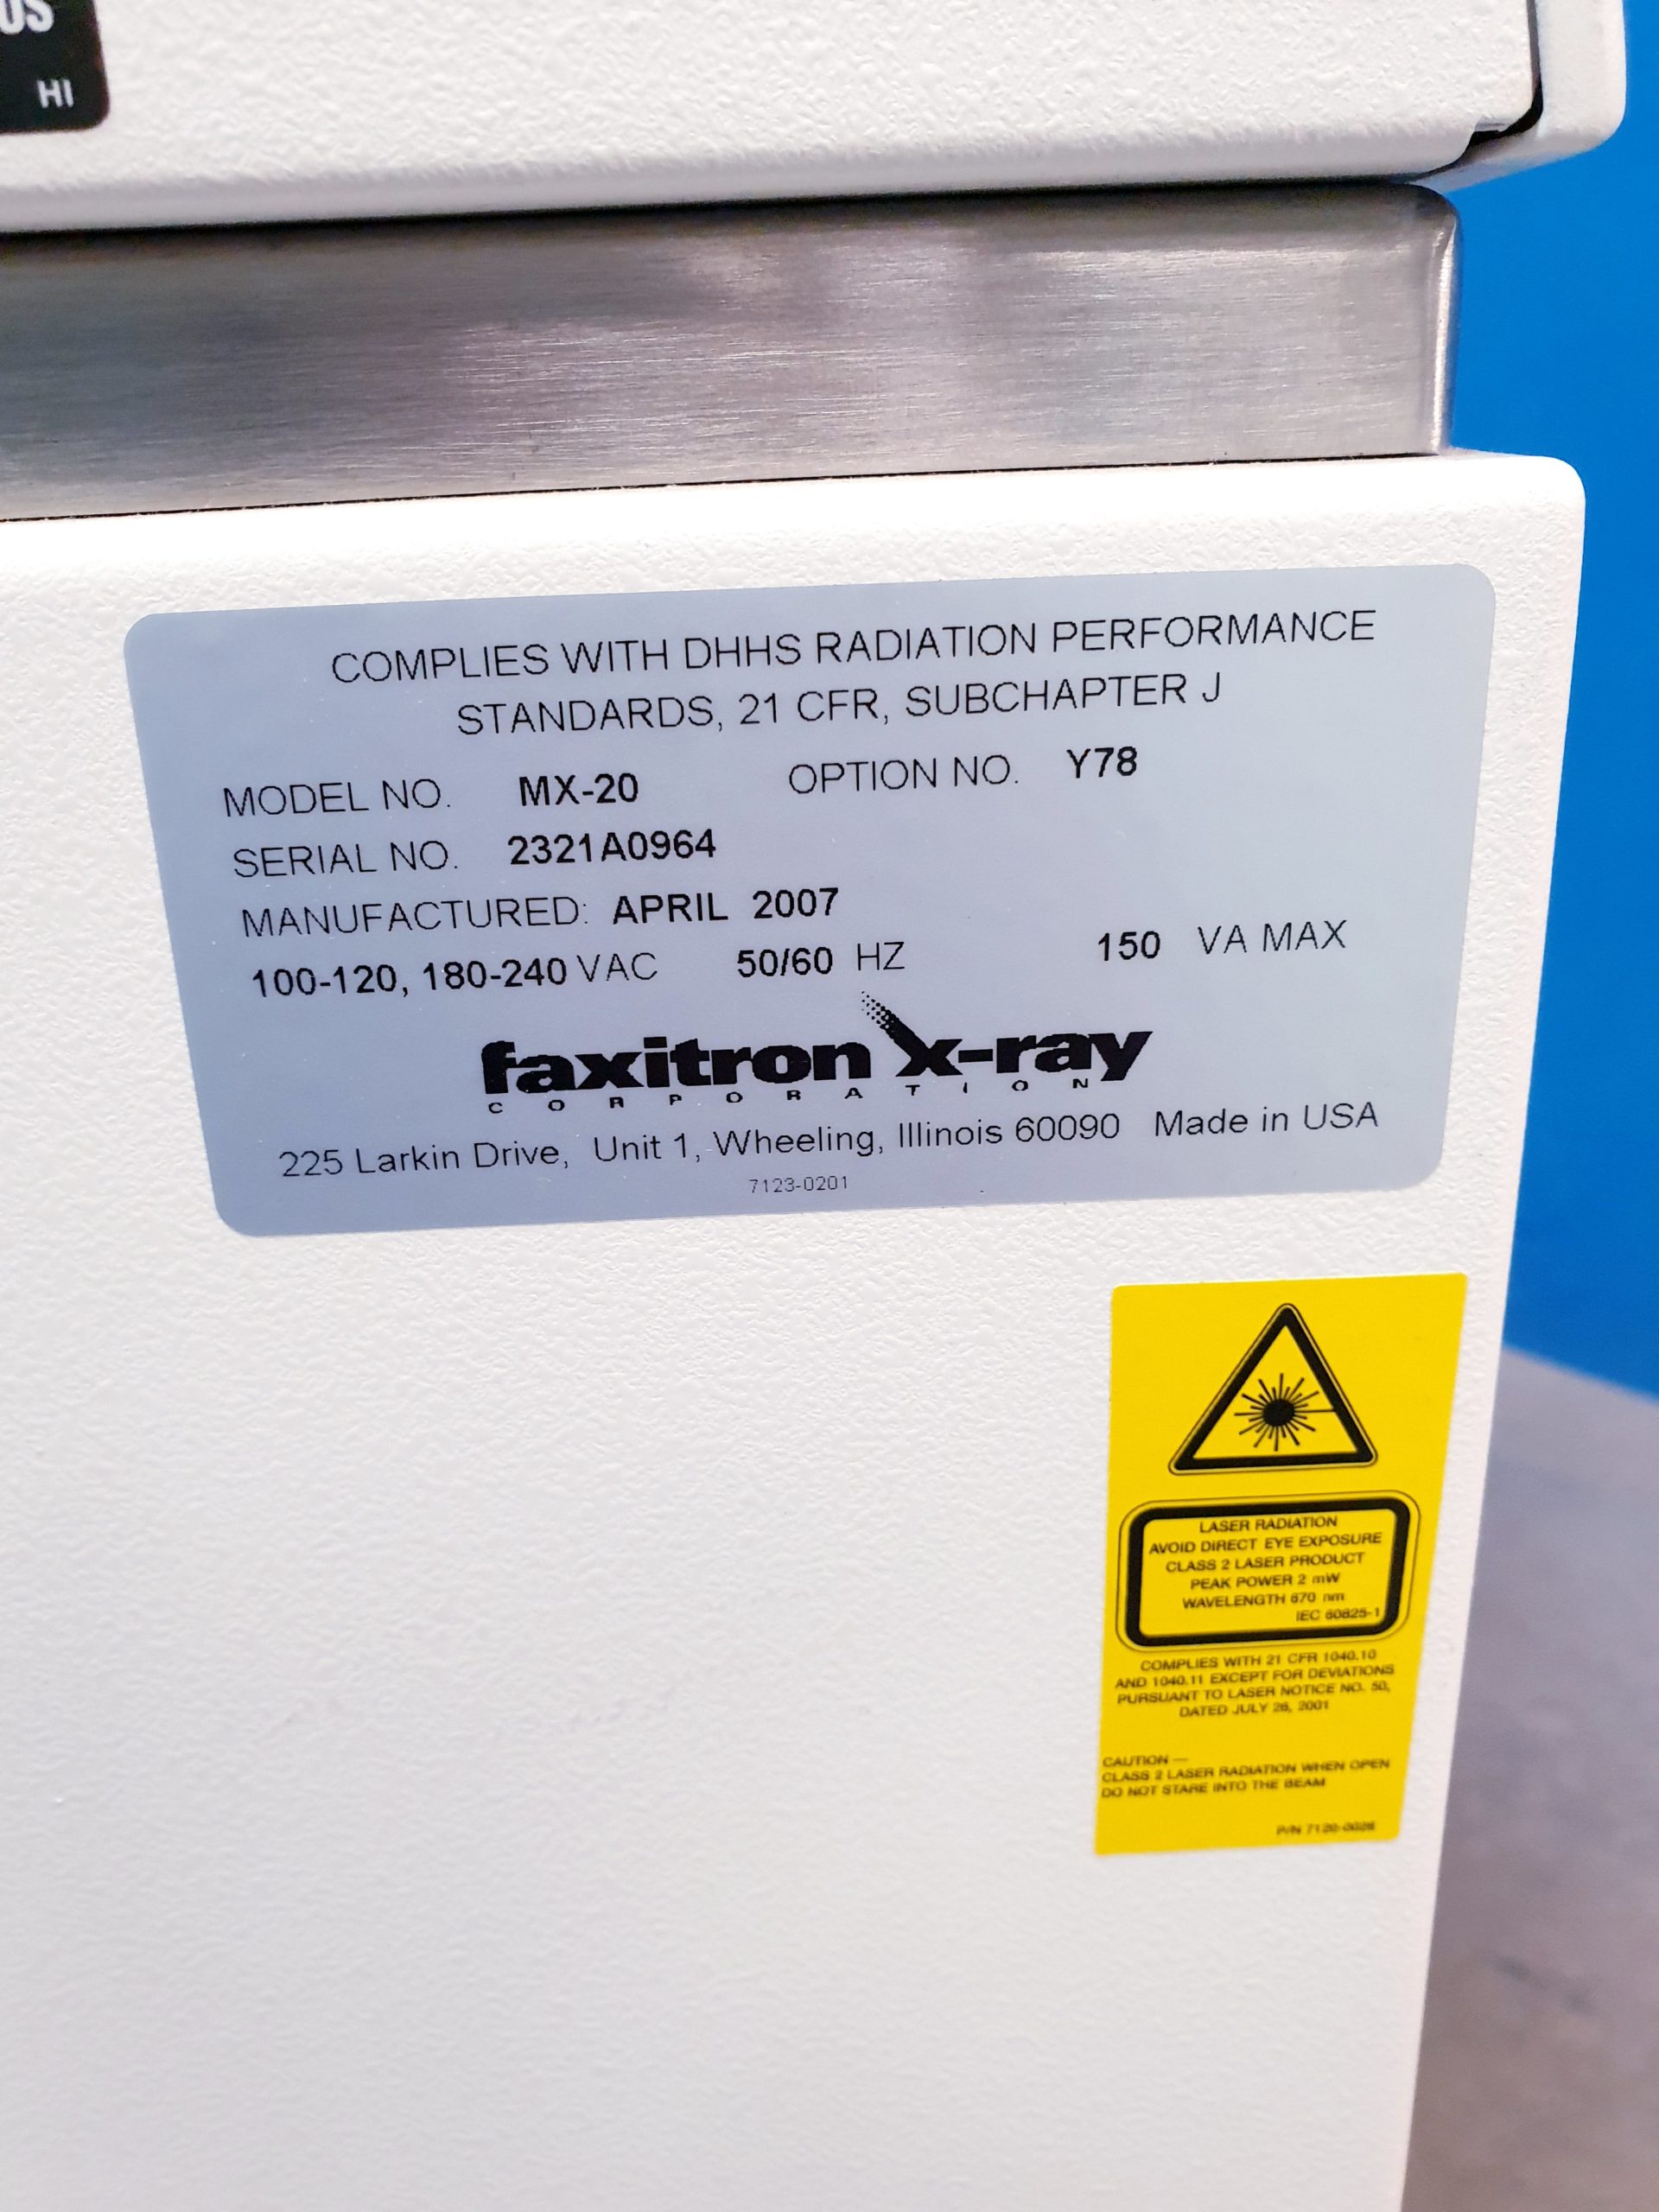 HI
COMPLIES WITH DHHS RADIATION PERFORMANCE
STANDARDS, 21 CFR, SUBCHAPTER J
MODEL NO. MX-20 OPTION NO. Y78
SERIAL NO. 2321A0964
MANUFACTURED: APRIL 2007
100-120, 180-240 VAC 50/60 HZ 150 VA MAX
faxitron x-ray
CORPORATION
225 Larkin Drive, Unit 1, Wheeling, Illinois 60090 Made in USA
7123-0201
LASER RADIATION
AVOID DIRECT EYE EXPOSURE
CLASS 2 LASER PRODUCT
PEAK POWER 2 mW
WAVELENGTH 670 nm
IEC 60825-1
COMPLIES WITH 21 CFR 1040.10
AND 1040.11 EXCEPT FOR DEVIATIONS
PURSUANT TO LASER NOTICE NO. 50,
DATED JULY 26, 2001
CAUTION —
CLASS 2 LASER RADIATION WHEN OPEN
DO NOT STARE INTO THE BEAM
P/N